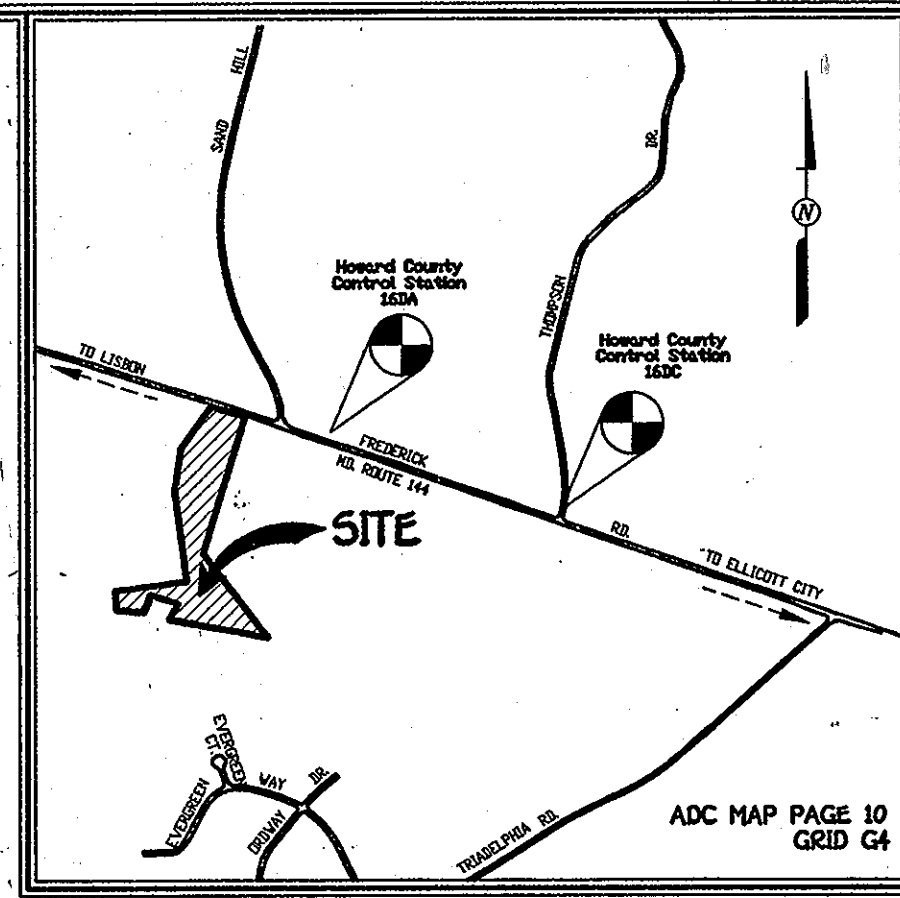 SAND HILL
THOMPSON DR.
N
Howard County
Control Station
16DA
Howard County
Control Station
16DC
TO LISBON
FREDERICK RD.
MD. ROUTE 144
SITE
TO ELLICOTT CITY
EVERGREEN
CT.
EVERGREEN WAY
ORDWAY DR.
TRIADELPHIA RD.
ADC MAP PAGE 10
GRID G4